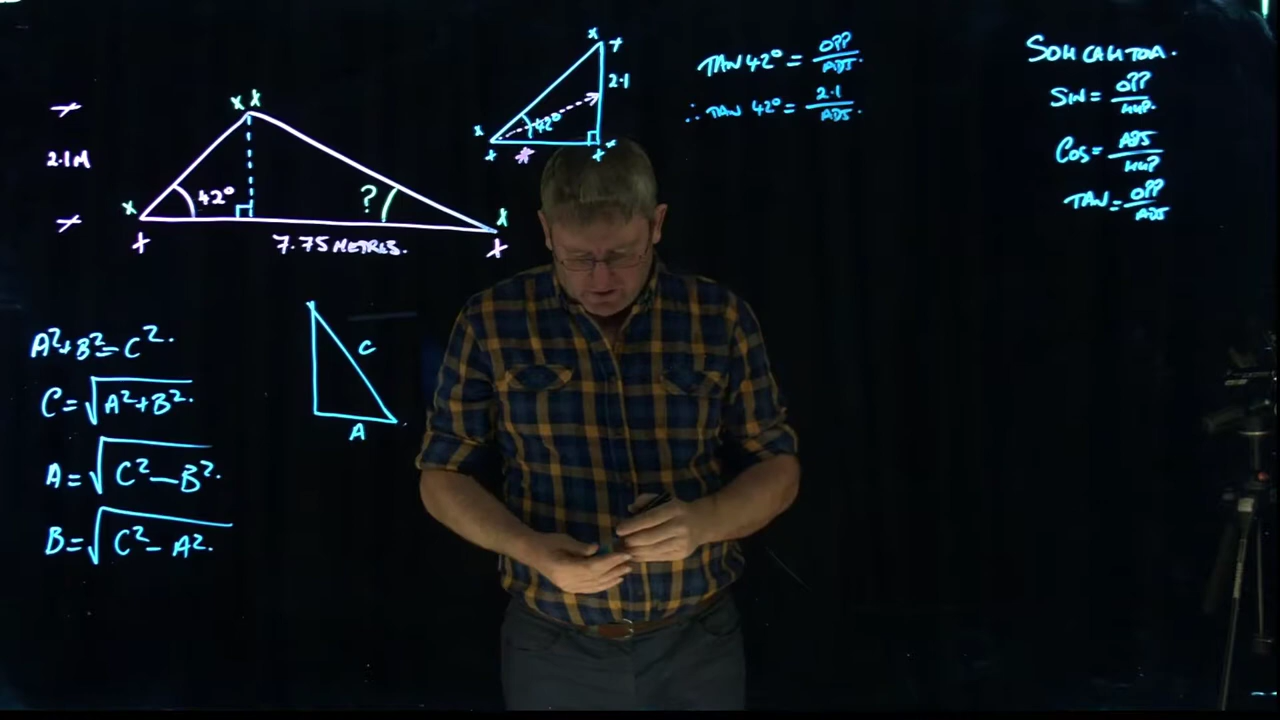 x x
2.1M
x
42°
?
x
x
x
7.75 METRES.
x
x
x
2.1
x
42°
x
*
x
TAN 42° = OPP/ADJ.
∴ TAN 42° = 2.1/ADJ.
SOH CAH TOA.
SIN = OPP/HYP.
COS = ADJ/HYP
TAN = OPP/ADJ
A²+B²=C².
C=√A²+B².
A=√C²-B².
B=√C²-A².
C
A